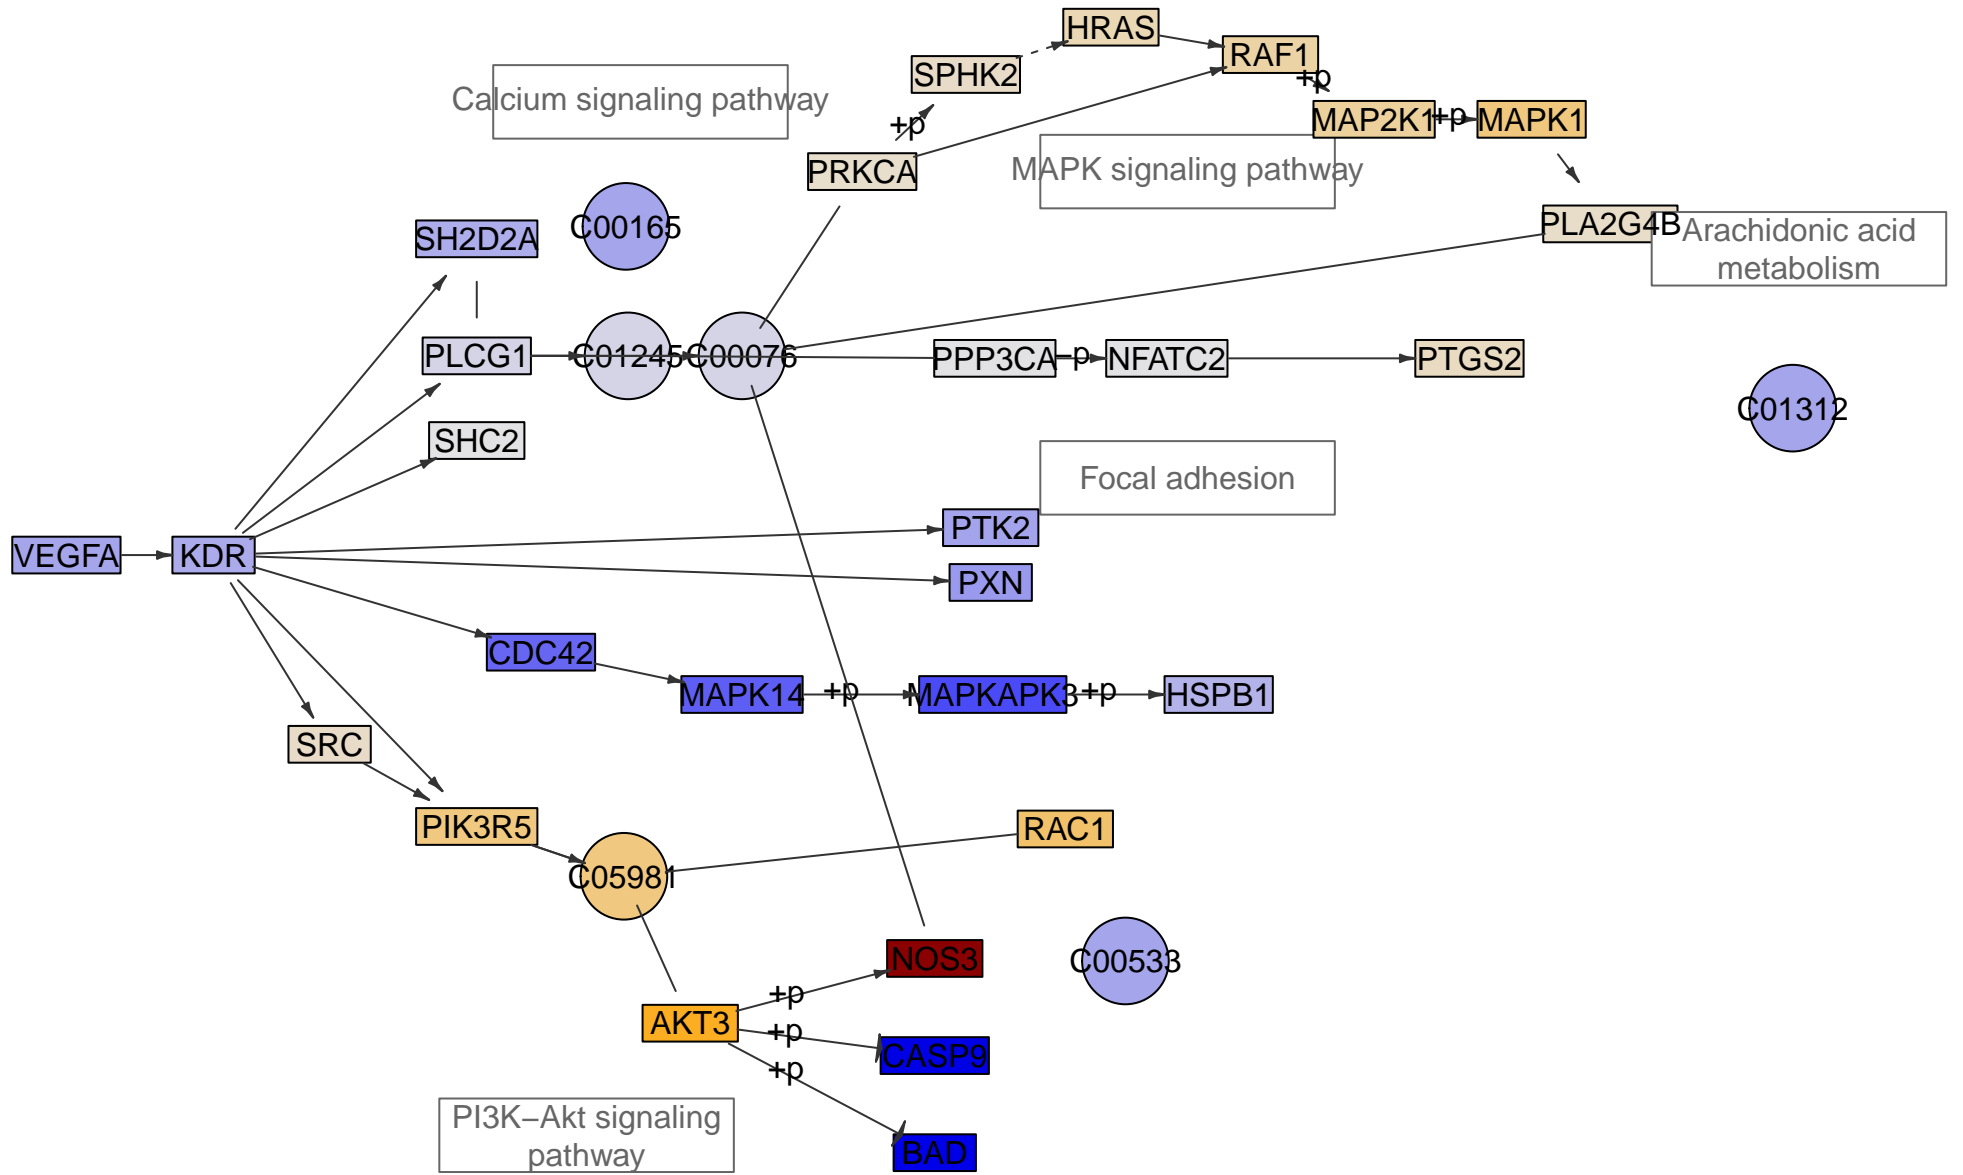 HRAS
RAF1
SPHK2
+p
Calcium signaling pathway
MAP2K1
+p
MAPK1
+p
PRKCA
MAPK signaling pathway
C00165
SH2D2A
PLA2G4B
Arachidonic acid
metabolism
PLCG1
C01245
C00076
PPP3CA
−p
NFATC2
PTGS2
C01312
SHC2
Focal adhesion
PTK2
VEGFA
KDR
PXN
CDC42
MAPK14
+p
MAPKAPK3
+p
HSPB1
SRC
PIK3R5
RAC1
C05981
NOS3
C00533
+p
AKT3
+p
CASP9
+p
PI3K−Akt signaling
pathway
BAD